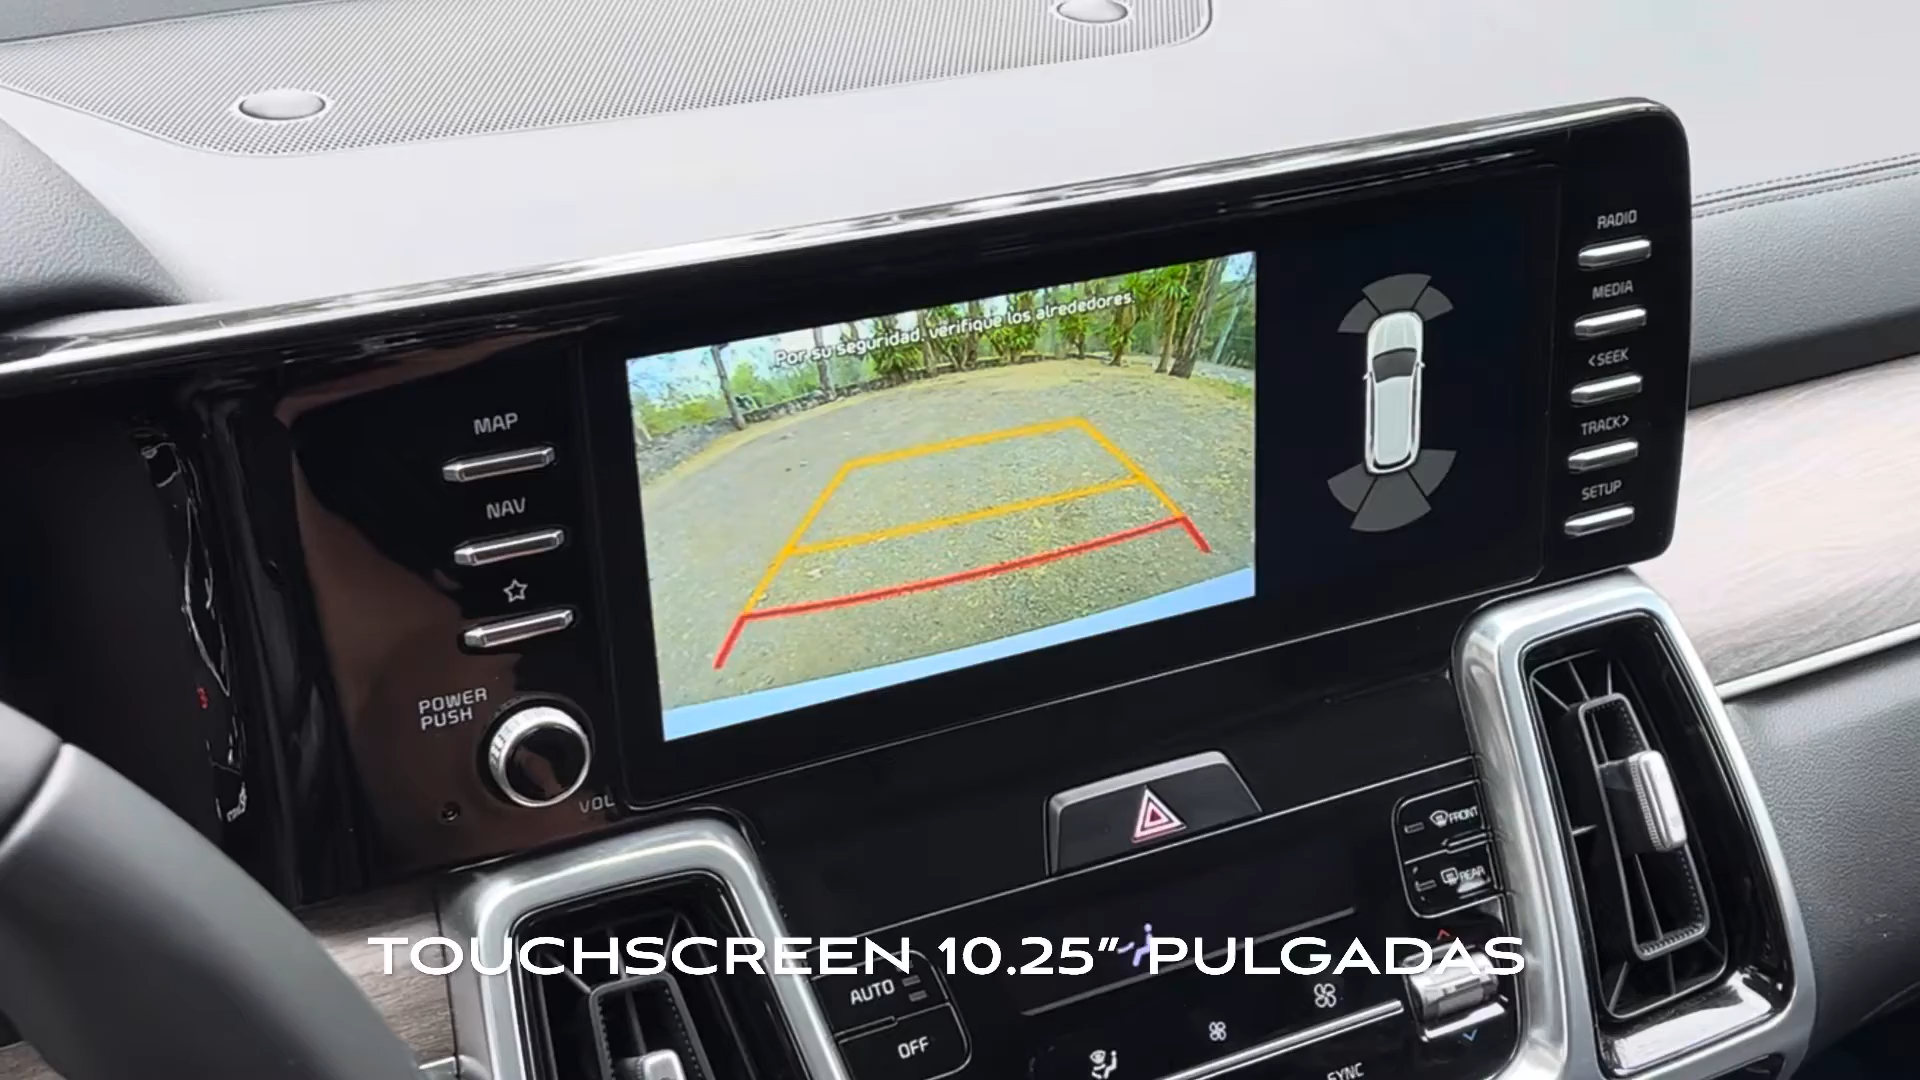 Por su seguridad, verifique los alrededores.
RADIO
MEDIA
<SEEK
TRACK>
SETUP
MAP
NAV
POWER
PUSH
VOL
FRONT
REAR
TOUCHSCREEN 10.25” PULGADAS
AUTO
OFF
SYNC